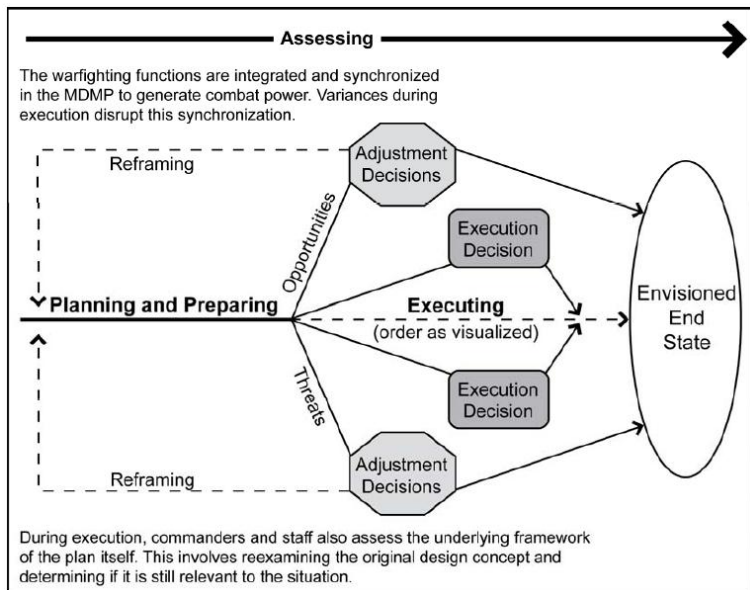 Assessing
The warfighting functions are integrated and synchronized
in the MDMP to generate combat power. Variances during
execution disrupt this synchronization.
Reframing
Adjustment
Decisions
Opportunities
Execution
Decision
Planning and Preparing
Executing
(order as visualized)
Envisioned
End
State
Threats
Execution
Decision
Adjustment
Decisions
Reframing
During execution, commanders and staff also assess the underlying framework
of the plan itself. This involves reexamining the original design concept and
determining if it is still relevant to the situation.